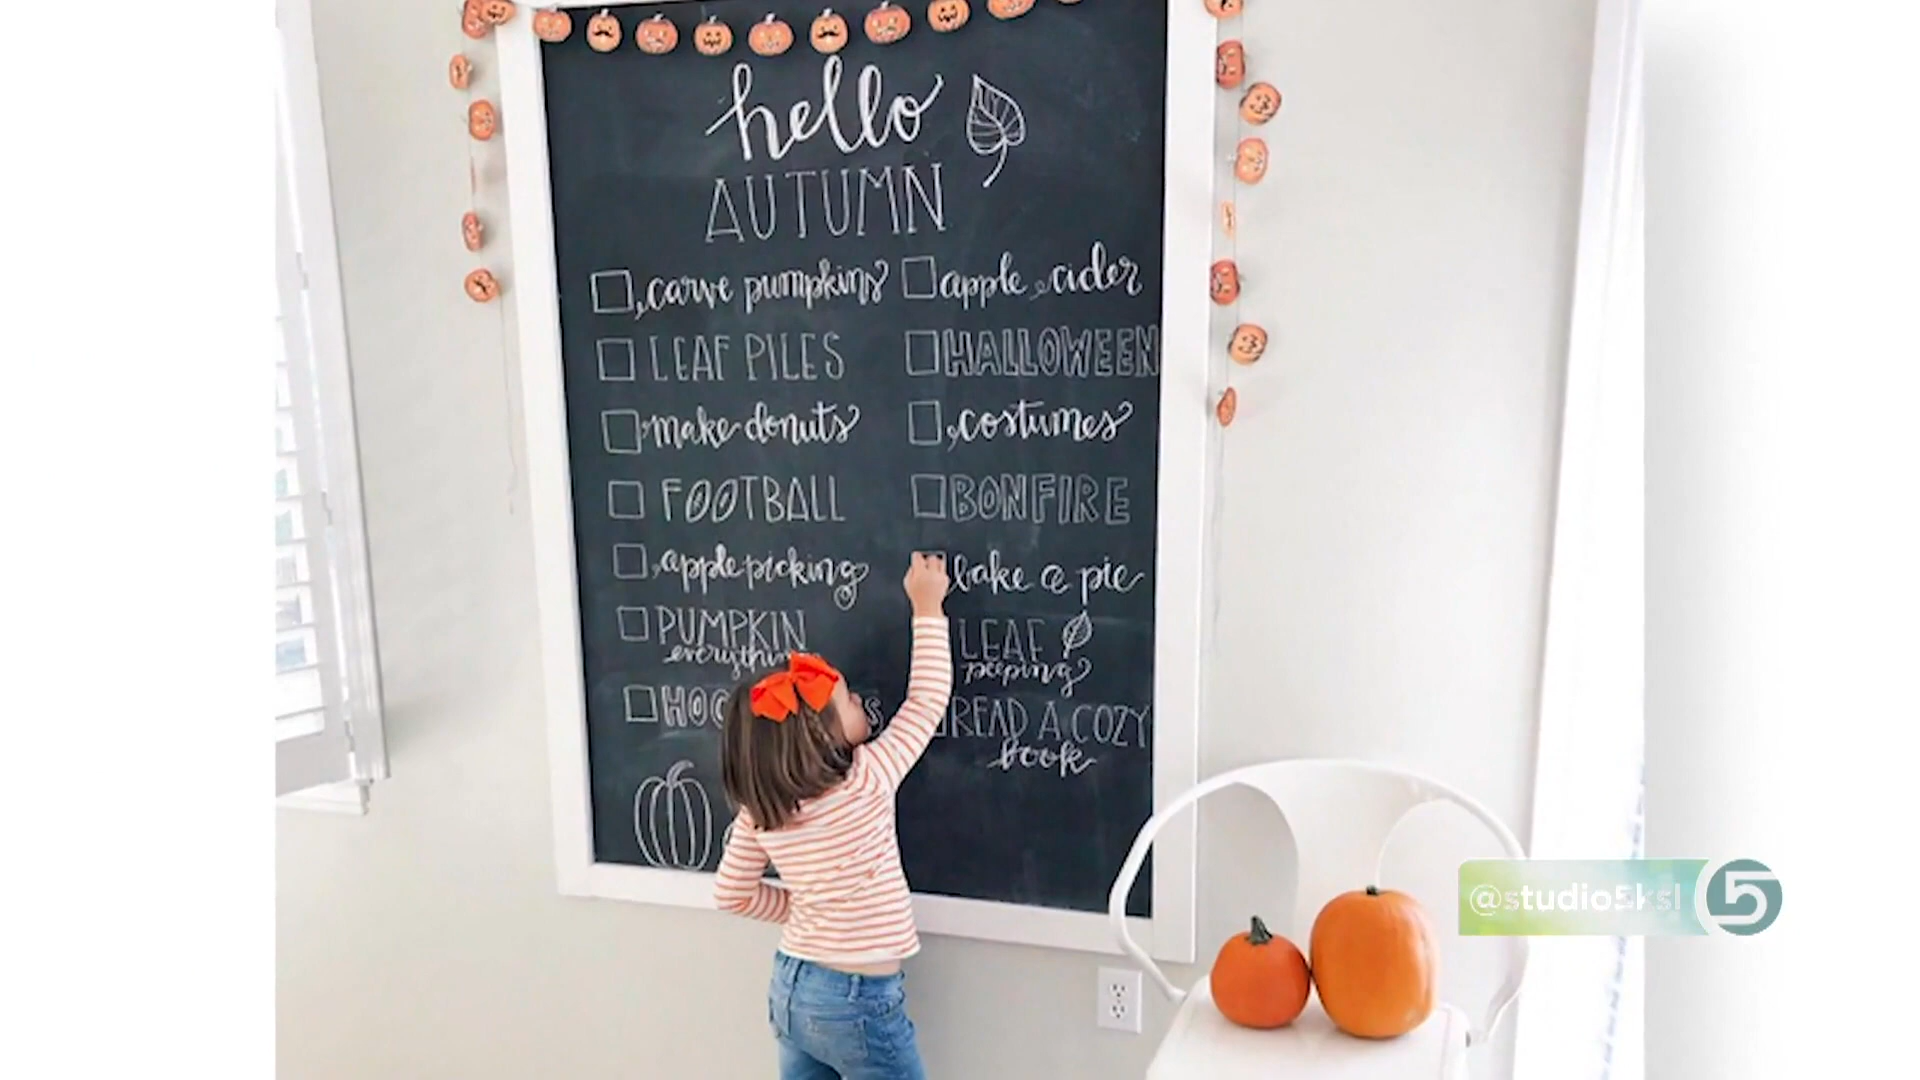 hello
AUTUMN
carve pumpkins
LEAF PILES
make donuts
FOOTBALL
apple picking
PUMPKIN
everything
apple cider
HALLOWEEN
costumes
BONFIRE
bake a pie
LEAF
peeping
READ A COZY
book
@studio5ksl
5